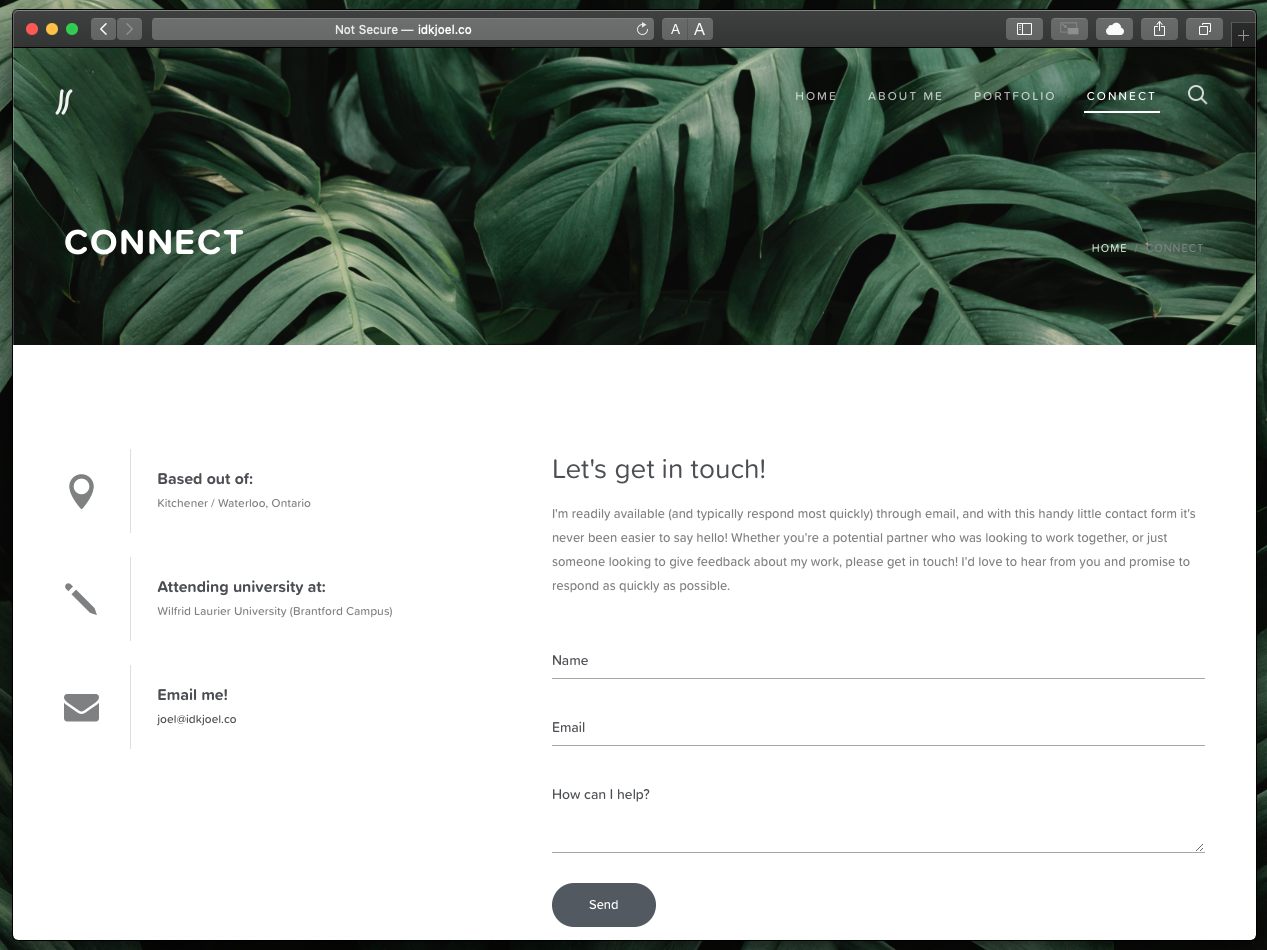 Not Secure — idkjoel.co
A A
HOME ABOUT ME PORTFOLIO CONNECT
CONNECT
HOME / CONNECT
Based out of:
Kitchener / Waterloo, Ontario
Attending university at:
Wilfrid Laurier University (Brantford Campus)
Email me!
joel@idkjoel.co
Let's get in touch!
I'm readily available (and typically respond most quickly) through email, and with this handy little contact form it's
never been easier to say hello! Whether you're a potential partner who was looking to work together, or just
someone looking to give feedback about my work, please get in touch! I'd love to hear from you and promise to
respond as quickly as possible.
Name
Email
How can I help?
Send